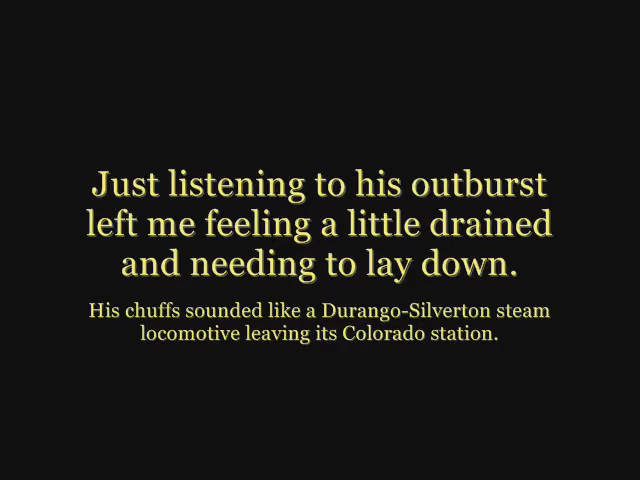 Just listening to his outburst
left me feeling a little drained
and needing to lay down.
His chuffs sounded like a Durango-Silverton steam
locomotive leaving its Colorado station.